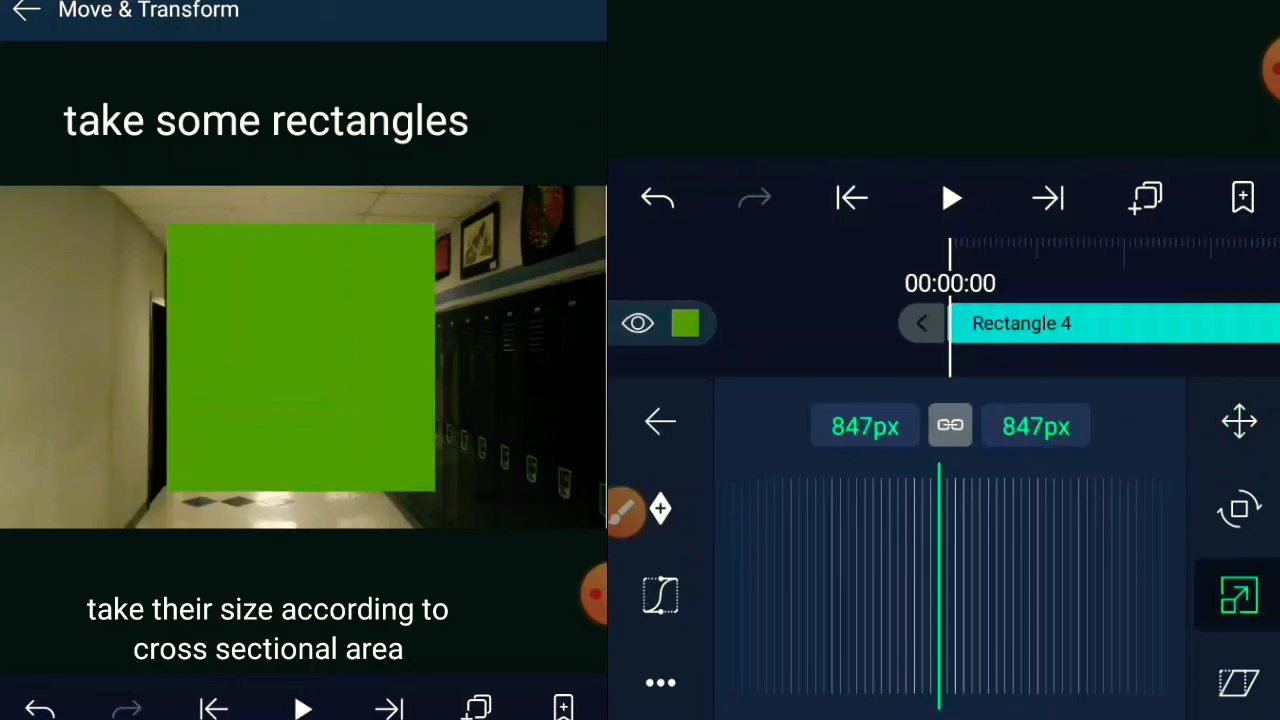 Move & Transform
take some rectangles
take their size according to
cross sectional area
00:00:00
Rectangle 4
847px
847px